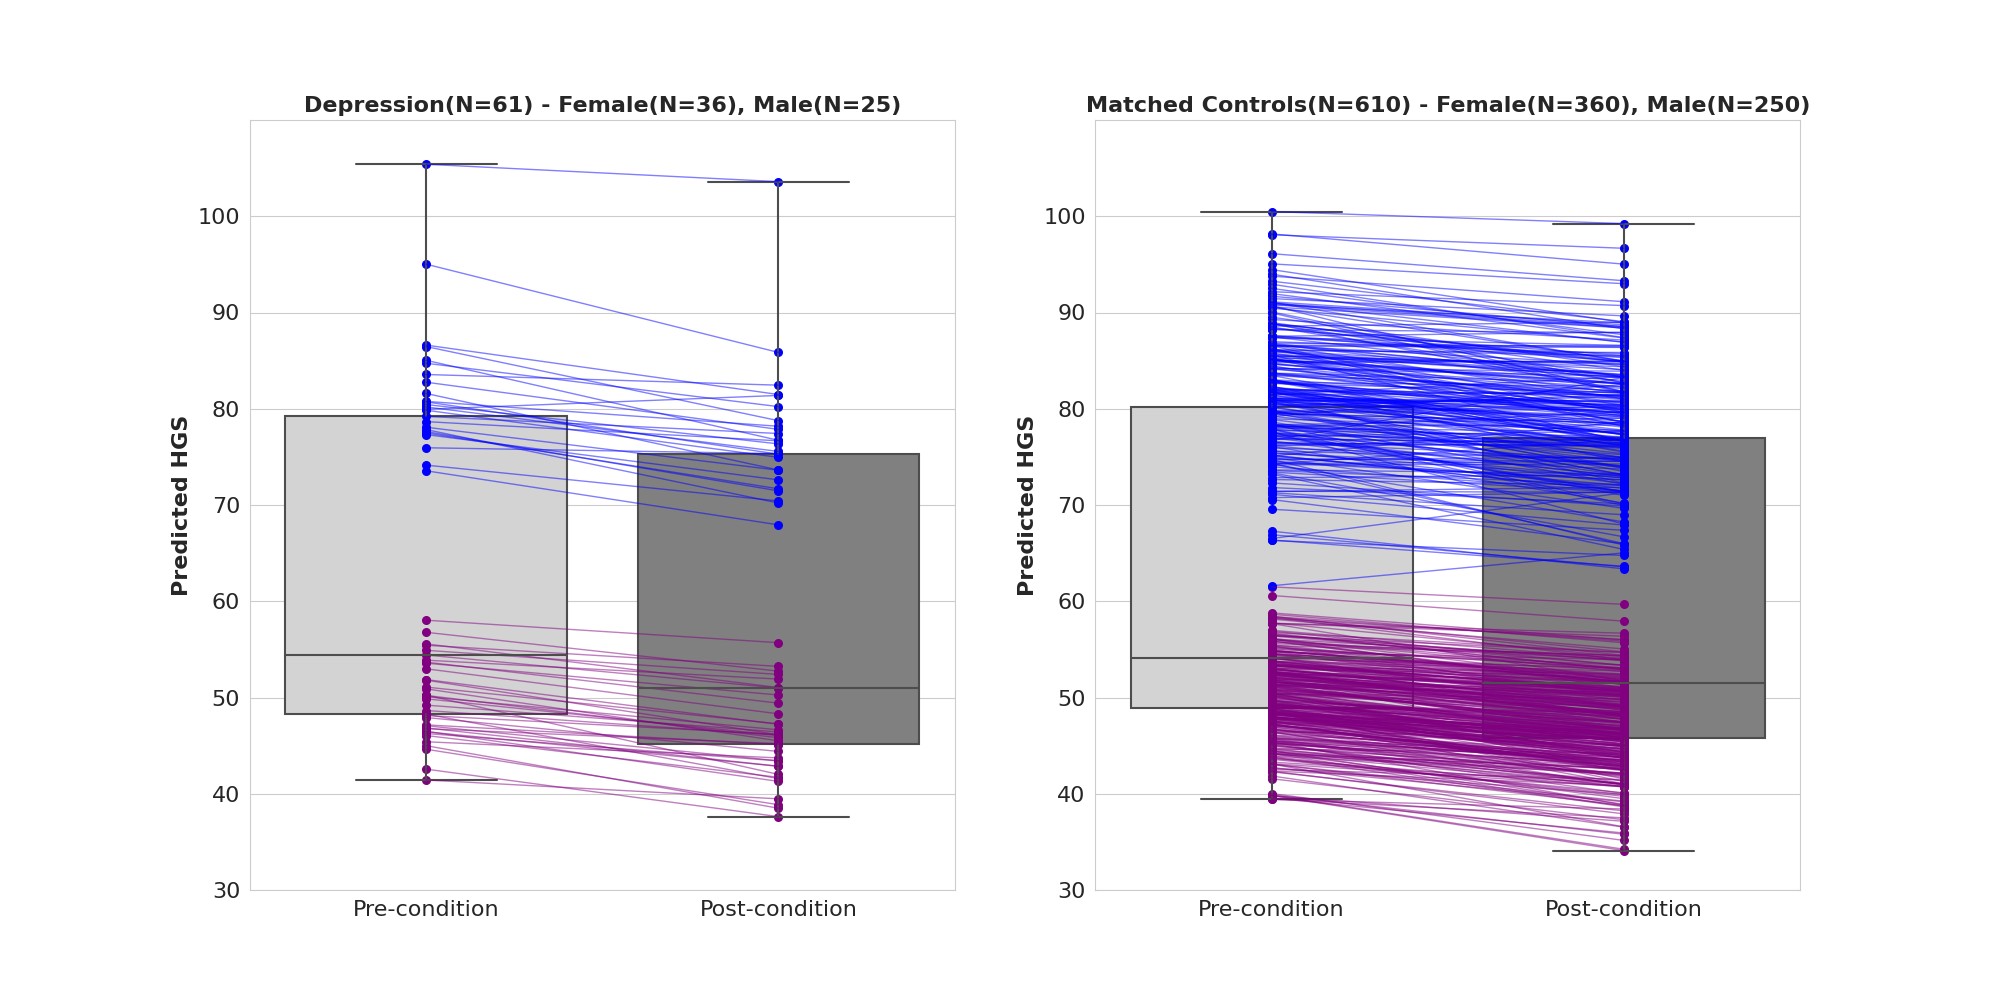 Depression(N=61) - Female(N=36), Male(N=25)
Predicted HGS
100
90
80
70
60
50
40
30
Pre-condition
Post-condition
Matched Controls(N=610) - Female(N=360), Male(N=250)
Predicted HGS
100
90
80
70
60
50
40
30
Pre-condition
Post-condition